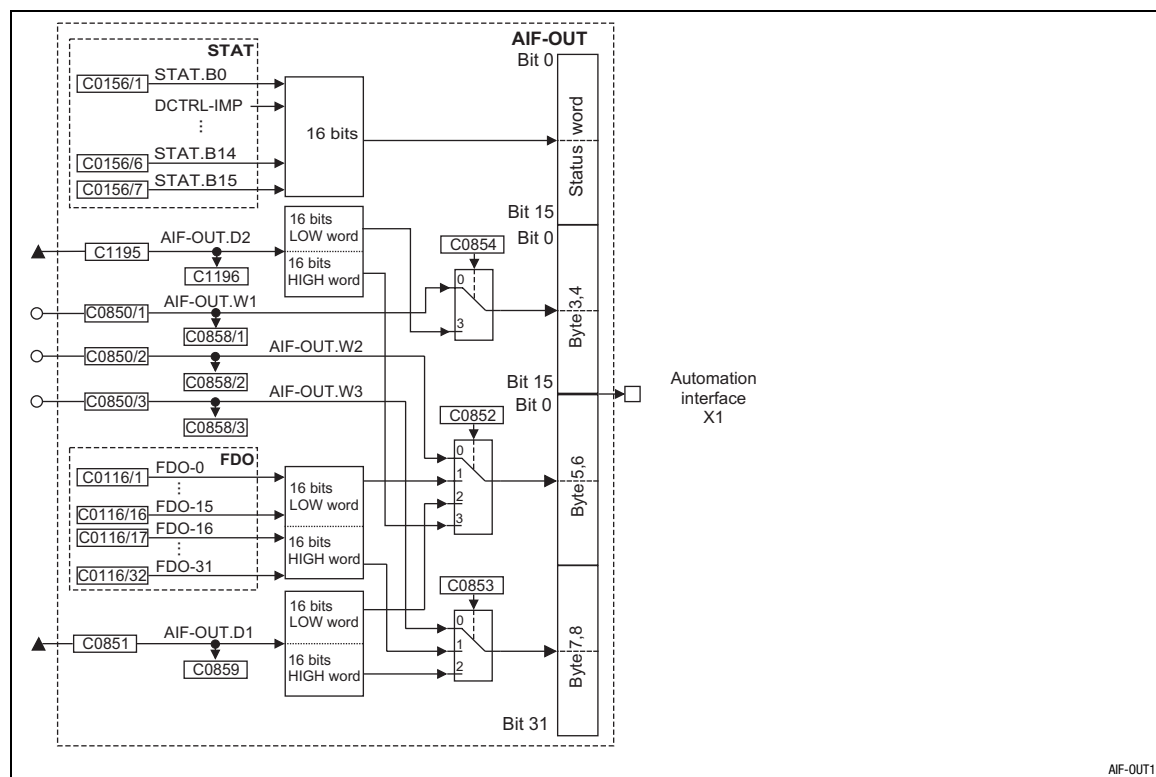 AIF-OUT
STAT
Bit 0
C0156/1
STAT.B0
DCTRL-IMP
⋮
16 bits
C0156/6
STAT.B14
C0156/7
STAT.B15
Status word
Bit 15
Bit 0
C1195
AIF-OUT.D2
C1196
16 bits
LOW word
16 bits
HIGH word
C0854
0
3
Byte 3,4
C0850/1
AIF-OUT.W1
C0858/1
C0850/2
AIF-OUT.W2
C0858/2
C0850/3
AIF-OUT.W3
C0858/3
Bit 15
Bit 0
Automation
interface
X1
C0852
0
1
2
3
Byte 5,6
FDO
C0116/1
FDO-0
⋮
C0116/16
FDO-15
C0116/17
FDO-16
⋮
C0116/32
FDO-31
16 bits
LOW word
16 bits
HIGH word
C0853
0
1
2
Byte 7,8
C0851
AIF-OUT.D1
C0859
16 bits
LOW word
16 bits
HIGH word
Bit 31
AIF-OUT1